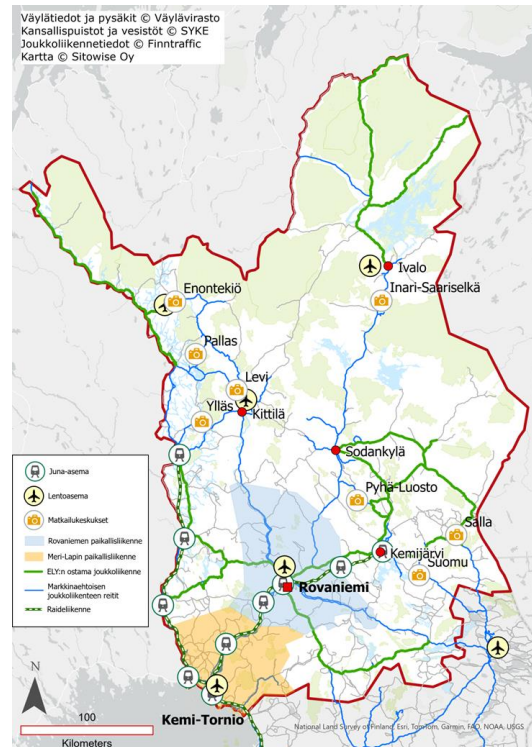 Väylätiedot ja pysäkit © Väylävirasto
Kansallispuistot ja vesistöt © SYKE
Joukkoliikennetiedot © Finntraffic
Kartta © Sitowise Oy
Ivalo
Inari-Saariselkä
Enontekiö
Pallas
Levi
Ylläs
Kittilä
Sodankylä
Pyhä-Luosto
Salla
Kemijärvi
Suomu
Rovaniemi
Kemi-Tornio
Juna-asema
Lentoasema
Matkailukeskukset
Rovaniemen paikallisliikenne
Meri-Lapin paikallisliikenne
ELY:n ostama joukkoliikenne
Markkinaehtoisen
joukkoliikenteen reitit
Raideliikenne
N
100
Kilometers
National Land Survey of Finland, Esri, TomTom, Garmin, FAO, NOAA, USGS